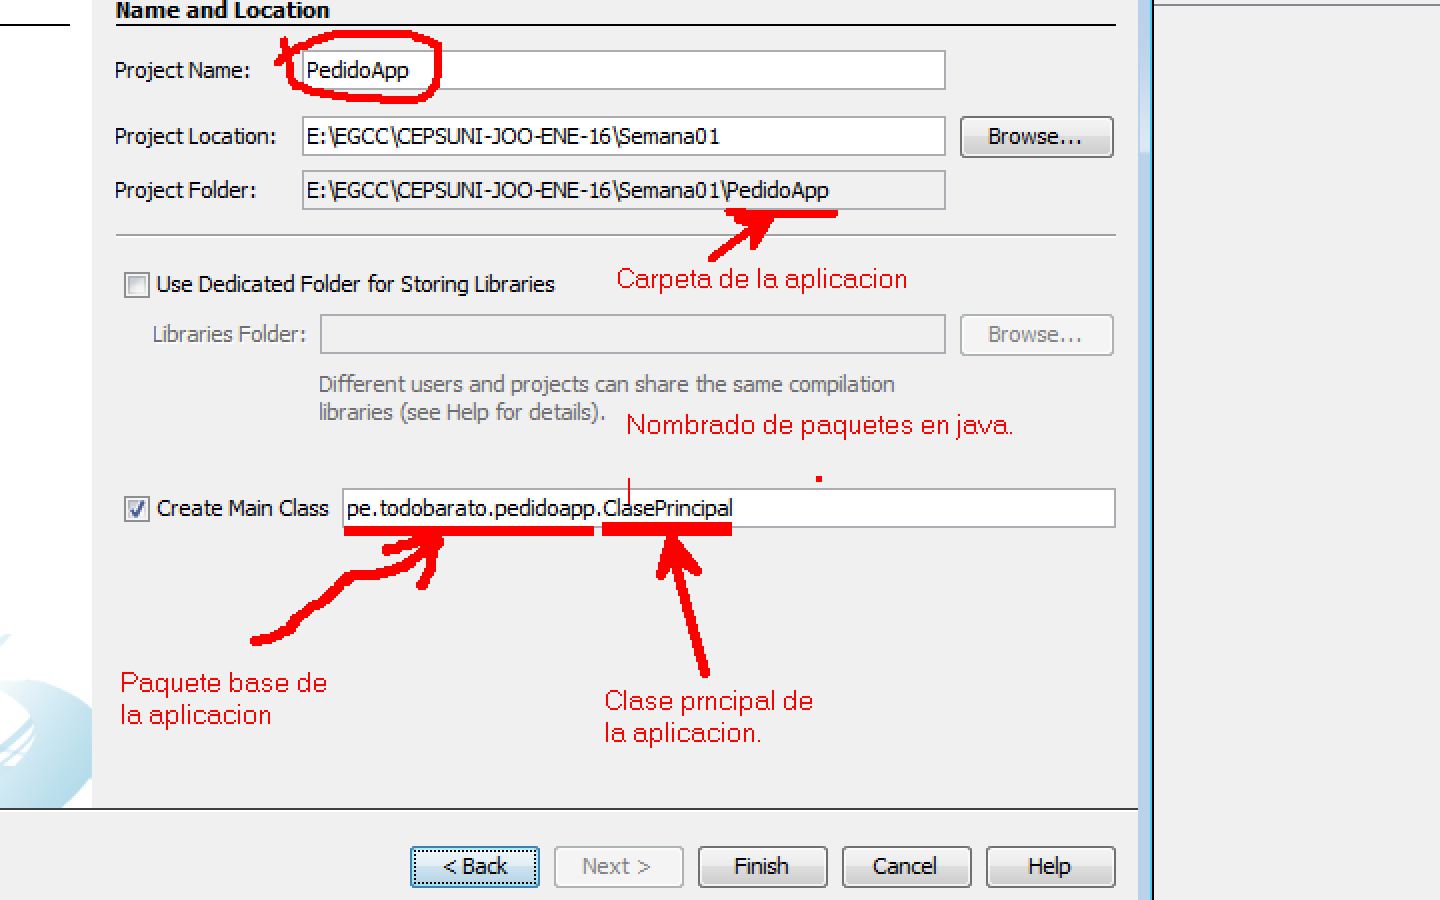 Name and Location
Project Name: PedidoApp
Project Location: E:\EGCC\CEPSUNI-JOO-ENE-16\Semana01 Browse...
Project Folder: E:\EGCC\CEPSUNI-JOO-ENE-16\Semana01\PedidoApp
Carpeta de la aplicacion
Use Dedicated Folder for Storing Libraries
Libraries Folder: Browse...
Different users and projects can share the same compilation
libraries (see Help for details).
Nombrado de paquetes en java.
Create Main Class pe.todobarato.pedidoapp.ClasePrincipal
Paquete base de
la aplicacion
Clase prncipal de
la aplicacion.
< Back Next > Finish Cancel Help